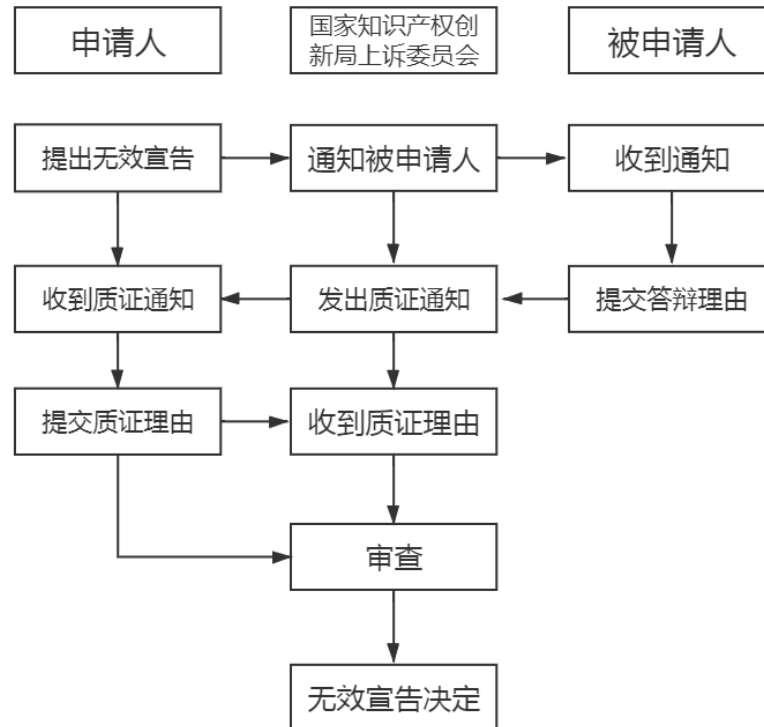 申请人
国家知识产权创
新局上诉委员会
被申请人
提出无效宣告
通知被申请人
收到通知
收到质证通知
发出质证通知
提交答辩理由
提交质证理由
收到质证理由
审查
无效宣告决定